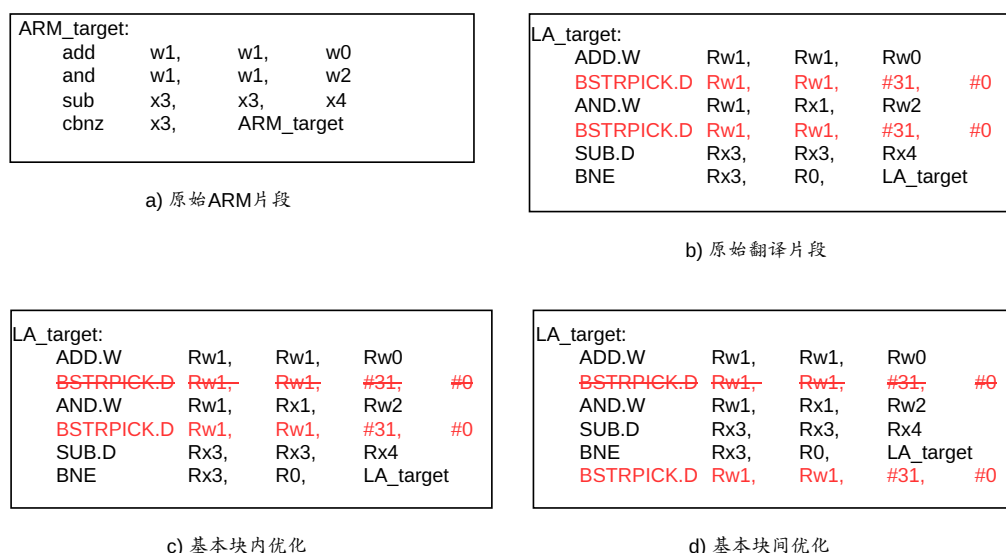 ARM_target:
add w1, w1, w0
and w1, w1, w2
sub x3, x3, x4
cbnz x3, ARM_target
a) 原始ARM片段
LA_target:
ADD.W Rw1, Rw1, Rw0
BSTRPICK.D Rw1, Rw1, #31, #0
AND.W Rw1, Rx1, Rw2
BSTRPICK.D Rw1, Rw1, #31, #0
SUB.D Rx3, Rx3, Rx4
BNE Rx3, R0, LA_target
b) 原始翻译片段
LA_target:
ADD.W Rw1, Rw1, Rw0
BSTRPICK.D Rw1, Rw1, #31, #0
AND.W Rw1, Rx1, Rw2
BSTRPICK.D Rw1, Rw1, #31, #0
SUB.D Rx3, Rx3, Rx4
BNE Rx3, R0, LA_target
c) 基本块内优化
LA_target:
ADD.W Rw1, Rw1, Rw0
BSTRPICK.D Rw1, Rw1, #31, #0
AND.W Rw1, Rx1, Rw2
SUB.D Rx3, Rx3, Rx4
BNE Rx3, R0, LA_target
BSTRPICK.D Rw1, Rw1, #31, #0
d) 基本块间优化